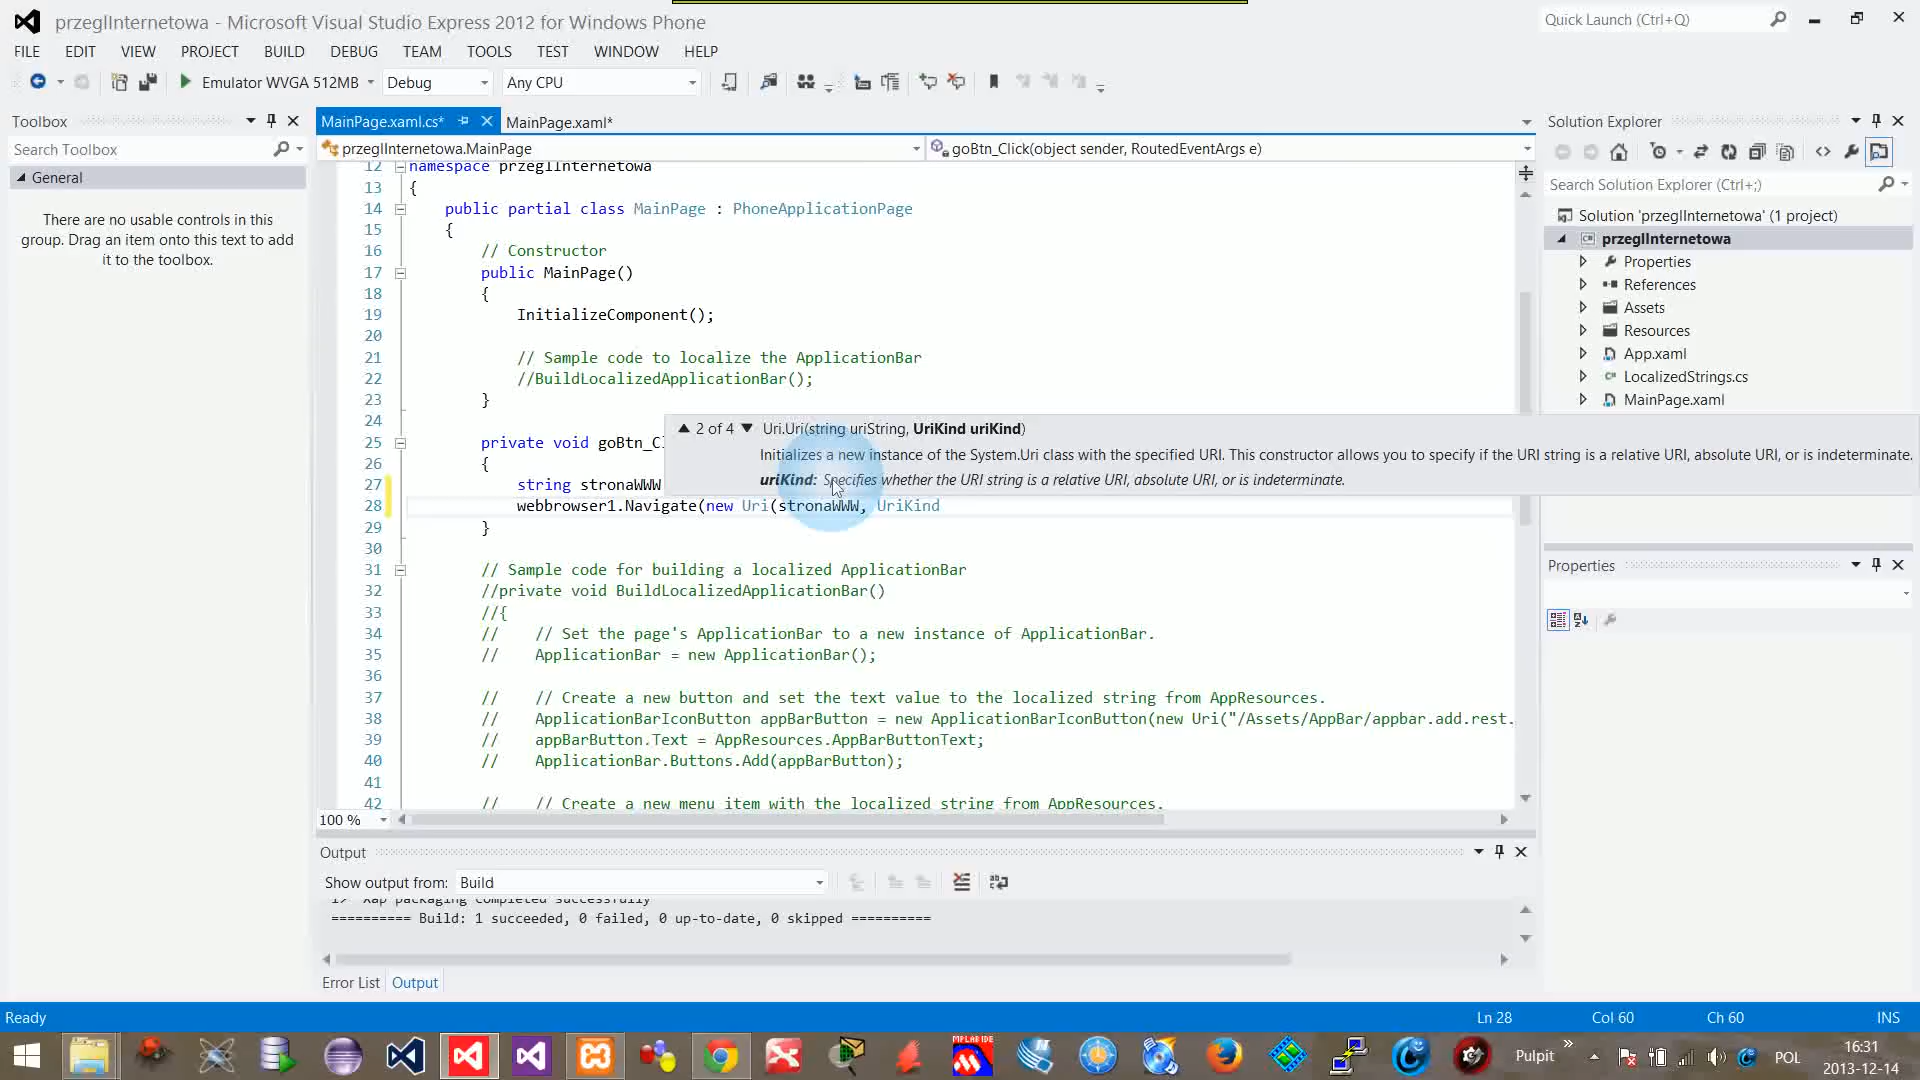 przeglInternetowa - Microsoft Visual Studio Express 2012 for Windows Phone
Quick Launch (Ctrl+Q)
FILE EDIT VIEW PROJECT BUILD DEBUG TEAM TOOLS TEST WINDOW HELP
Emulator WVGA 512MB Debug Any CPU
Toolbox
Search Toolbox
General
There are no usable controls in this
group. Drag an item onto this text to add
it to the toolbox.
MainPage.xaml.cs* MainPage.xaml*
przeglInternetowa.MainPage goBtn_Click(object sender, RoutedEventArgs e)
12 namespace przeglInternetowa
13 {
14 public partial class MainPage : PhoneApplicationPage
15 {
16 // Constructor
17 public MainPage()
18 {
19 InitializeComponent();
20
21 // Sample code to localize the ApplicationBar
22 //BuildLocalizedApplicationBar();
23 }
24
25 private void goBtn_Cl
26 {
27 string stronaWWW
28 webbrowser1.Navigate(new Uri(stronaWWW, UriKind
29 }
30
31 // Sample code for building a localized ApplicationBar
32 //private void BuildLocalizedApplicationBar()
33 //{
34 // // Set the page's ApplicationBar to a new instance of ApplicationBar.
35 // ApplicationBar = new ApplicationBar();
36
37 // // Create a new button and set the text value to the localized string from AppResources.
38 // ApplicationBarIconButton appBarButton = new ApplicationBarIconButton(new Uri("/Assets/AppBar/appbar.add.rest.
39 // appBarButton.Text = AppResources.AppBarButtonText;
40 // ApplicationBar.Buttons.Add(appBarButton);
41
42 // // Create a new menu item with the localized string from AppResources.
2 of 4 Uri.Uri(string uriString, UriKind uriKind)
Initializes a new instance of the System.Uri class with the specified URI. This constructor allows you to specify if the URI string is a relative URI, absolute URI, or is indeterminate.
uriKind: Specifies whether the URI string is a relative URI, absolute URI, or is indeterminate.
100 %
Output
Show output from: Build
1> Xap packaging completed successfully
========== Build: 1 succeeded, 0 failed, 0 up-to-date, 0 skipped ==========
Error List Output
Solution Explorer
Search Solution Explorer (Ctrl+;)
Solution 'przeglInternetowa' (1 project)
przeglInternetowa
Properties
References
Assets
Resources
App.xaml
LocalizedStrings.cs
MainPage.xaml
Properties
Ready Ln 28 Col 60 Ch 60 INS
MPLAB IDE
Pulpit
POL
16:31
2013-12-14